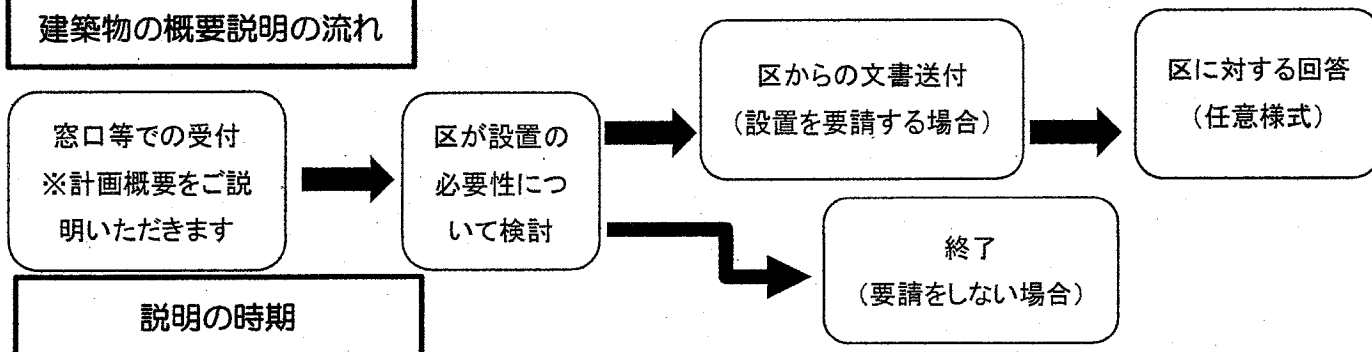 建築物の概要説明の流れ
窓口等での受付
※計画概要をご説
明いただきます
区が設置の
必要性につ
いて検討
区からの文書送付
（設置を要請する場合）
区に対する回答
（任意様式）
終了
（要請をしない場合）
説明の時期